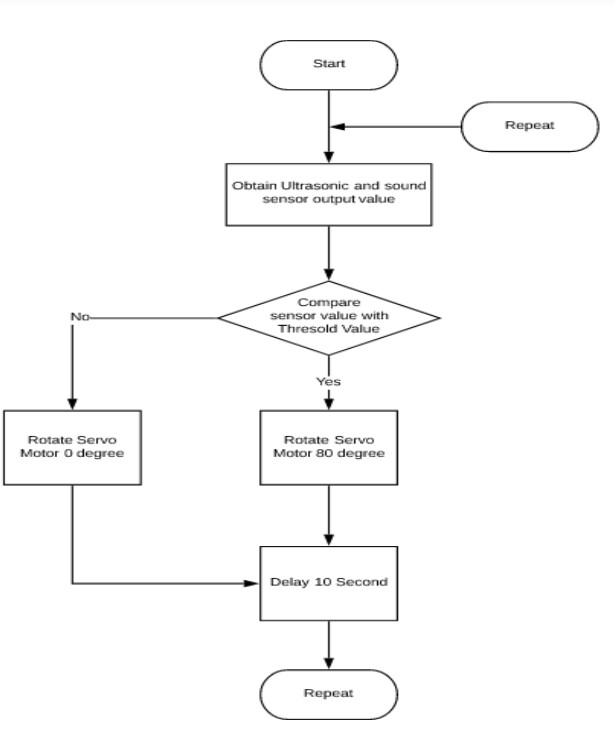 Start
Repeat
Obtain Ultrasonic and sound
sensor output value
Compare
sensor value with
Thresold Value
No
Yes
Rotate Servo
Motor 0 degree
Rotate Servo
Motor 80 degree
Delay 10 Second
Repeat